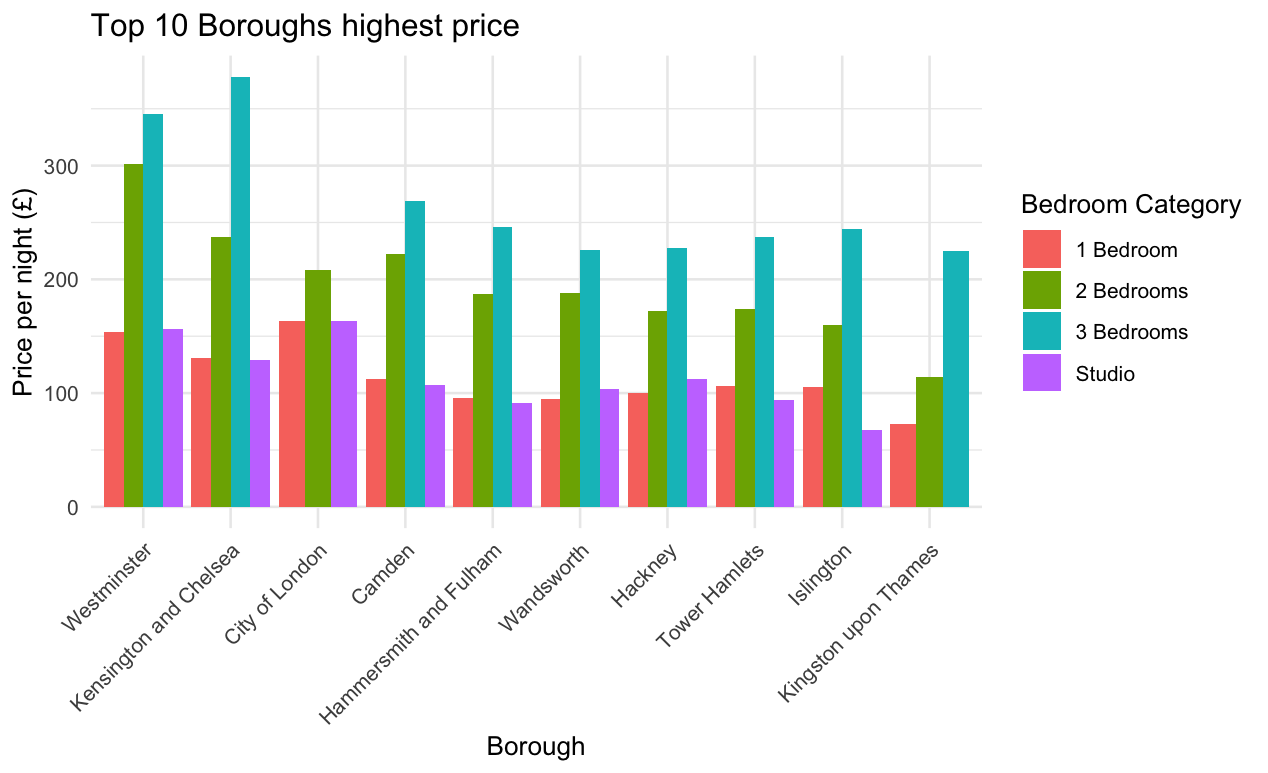 Top 10 Boroughs highest price
Price per night (£)
300
200
100
0
Westminster
Kensington and Chelsea
City of London
Camden
Hammersmith and Fulham
Wandsworth
Hackney
Tower Hamlets
Islington
Kingston upon Thames
Borough
Bedroom Category
1 Bedroom
2 Bedrooms
3 Bedrooms
Studio